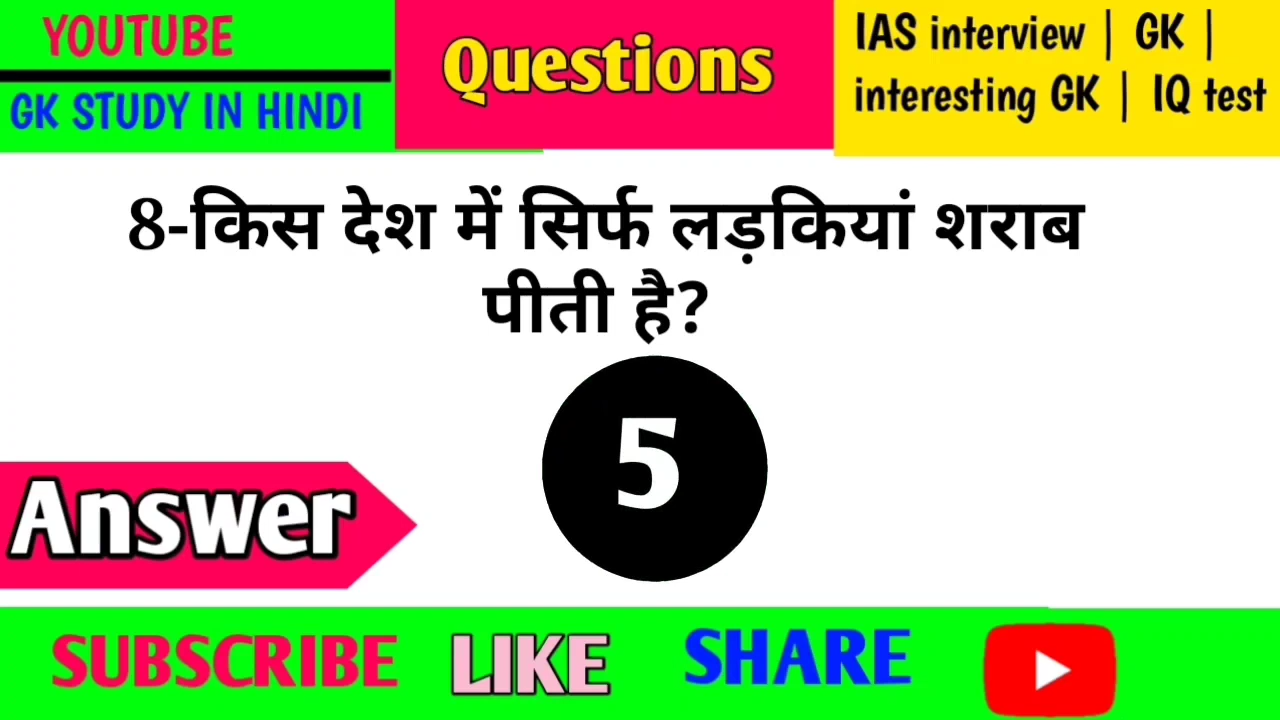 YOUTUBE
GK STUDY IN HINDI
Questions
IAS interview | GK |
interesting GK | IQ test
8-किस देश में सिर्फ लड़कियां शराब
पीती है?
5
Answer
SUBSCRIBE LIKE SHARE